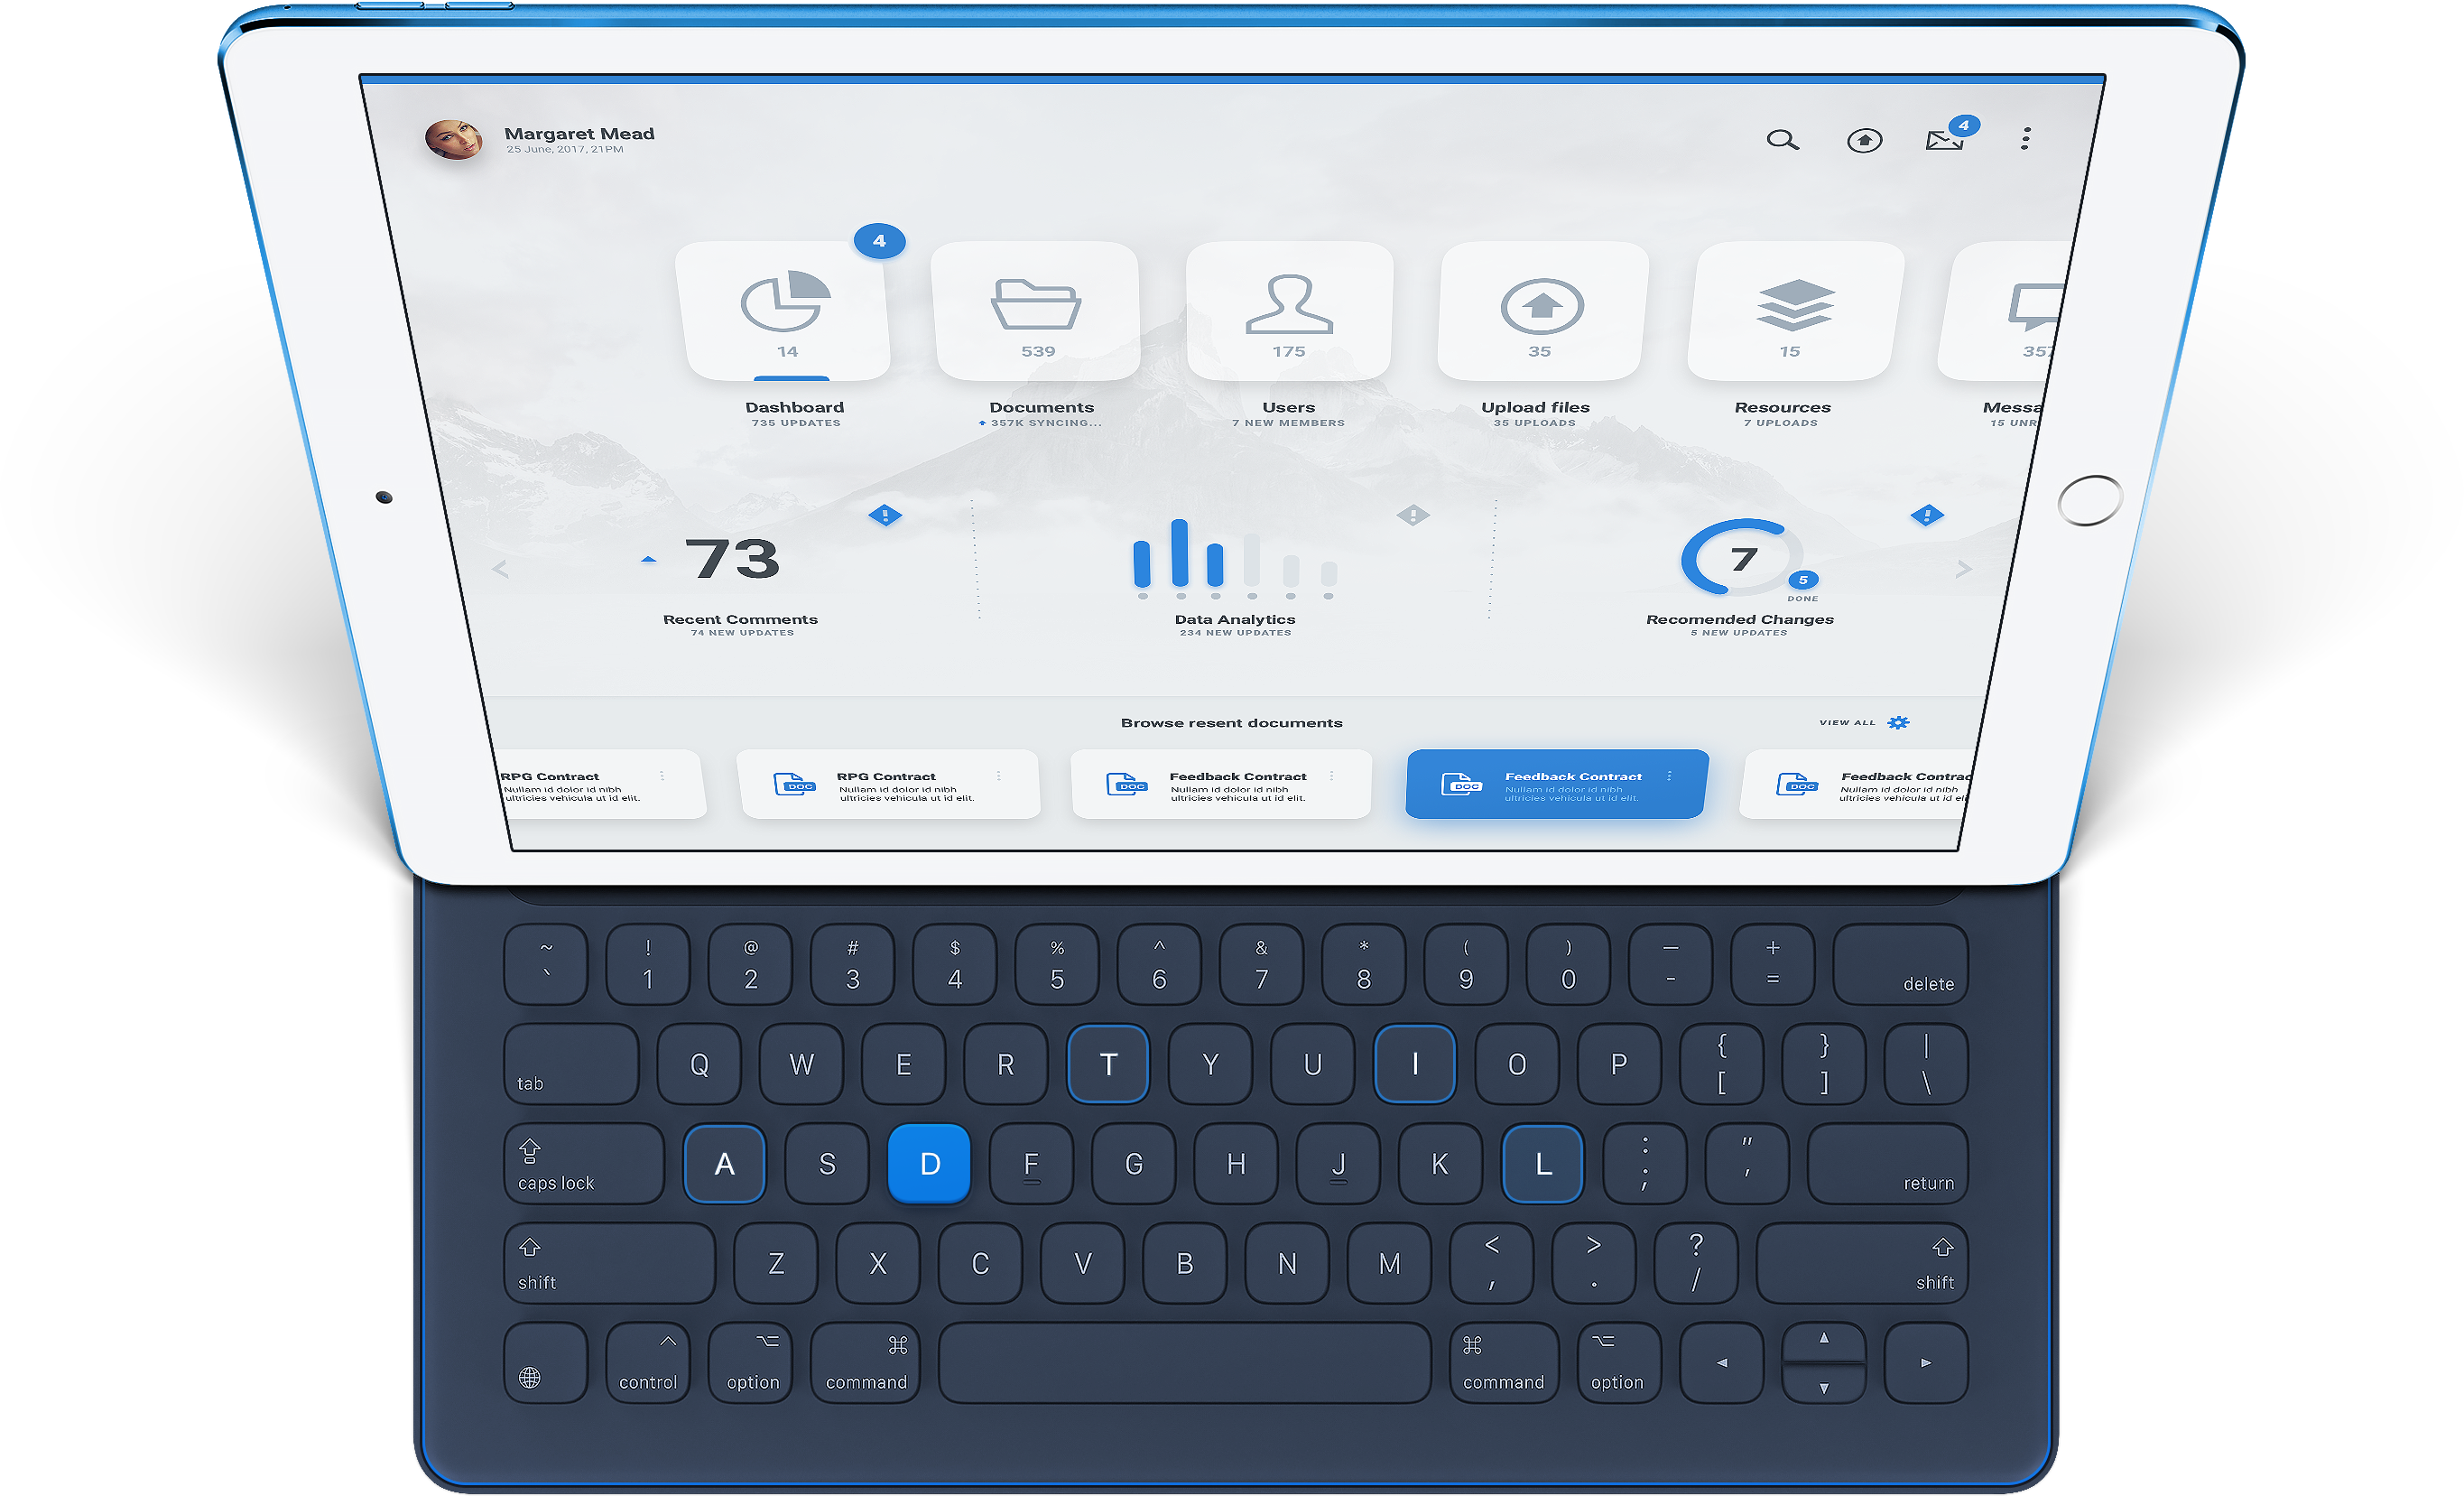 Margaret Mead
25 June, 2017, 21PM
4
4
14
539
175
35
15
357
Dashboard
Documents
Users
Upload files
Resources
Messa
735 UPDATES
357K SYNCING...
7 NEW MEMBERS
35 UPLOADS
7 UPLOADS
15 UNR
73
7
5
DONE
Recent Comments
Data Analytics
Recomended Changes
74 NEW UPDATES
234 NEW UPDATES
5 NEW UPDATES
Browse resent documents
VIEW ALL
RPG Contract
Nullam id dolor id nibh
ultricies vehicula ut id elit.
DOC
RPG Contract
Nullam id dolor id nibh
ultricies vehicula ut id elit.
DOC
Feedback Contract
Nullam id dolor id nibh
ultricies vehicula ut id elit.
DOC
Feedback Contract
Nullam id dolor id nibh
ultricies vehicula ut id elit.
DOC
Feedback Contrac
Nullam id dolor id nibh
ultricies vehicula ut id eli
~ ! @ # $ % ^ & * ( ) — +
` 1 2 3 4 5 6 7 8 9 0 - = delete
tab Q W E R T Y U I O P { [ } ] | \
caps lock A S D F G H J K L : ; " ' return
shift Z X C V B N M < , > . ? / shift
control option command command option